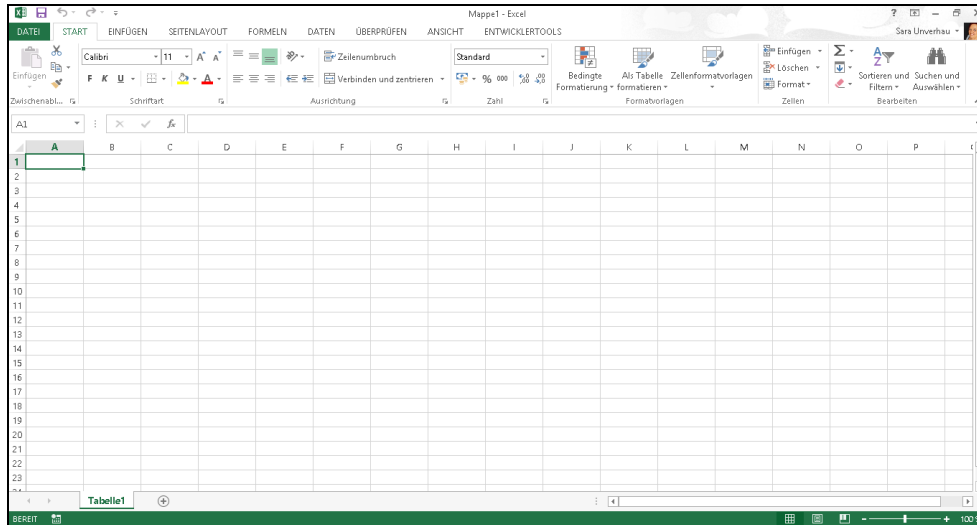 Mappe1 - Excel
DATEI START EINFÜGEN SEITENLAYOUT FORMELN DATEN ÜBERPRÜFEN ANSICHT ENTWICKLERTOOLS Sara Unverhau
Calibri 11 Zeilenumbruch Standard Einfügen
Einfügen F K U Verbinden und zentrieren % 000 Bedingte Formatierung Als Tabelle formatieren Zellenformatvorlagen Löschen Format Sortieren und Filtern Suchen und Auswählen
Zwischenabl... Schriftart Ausrichtung Zahl Formatvorlagen Zellen Bearbeiten
A1 fx
A B C D E F G H I J K L M N O P
1
2
3
4
5
6
7
8
9
10
11
12
13
14
15
16
17
18
19
20
21
22
23
Tabelle1
BEREIT 100